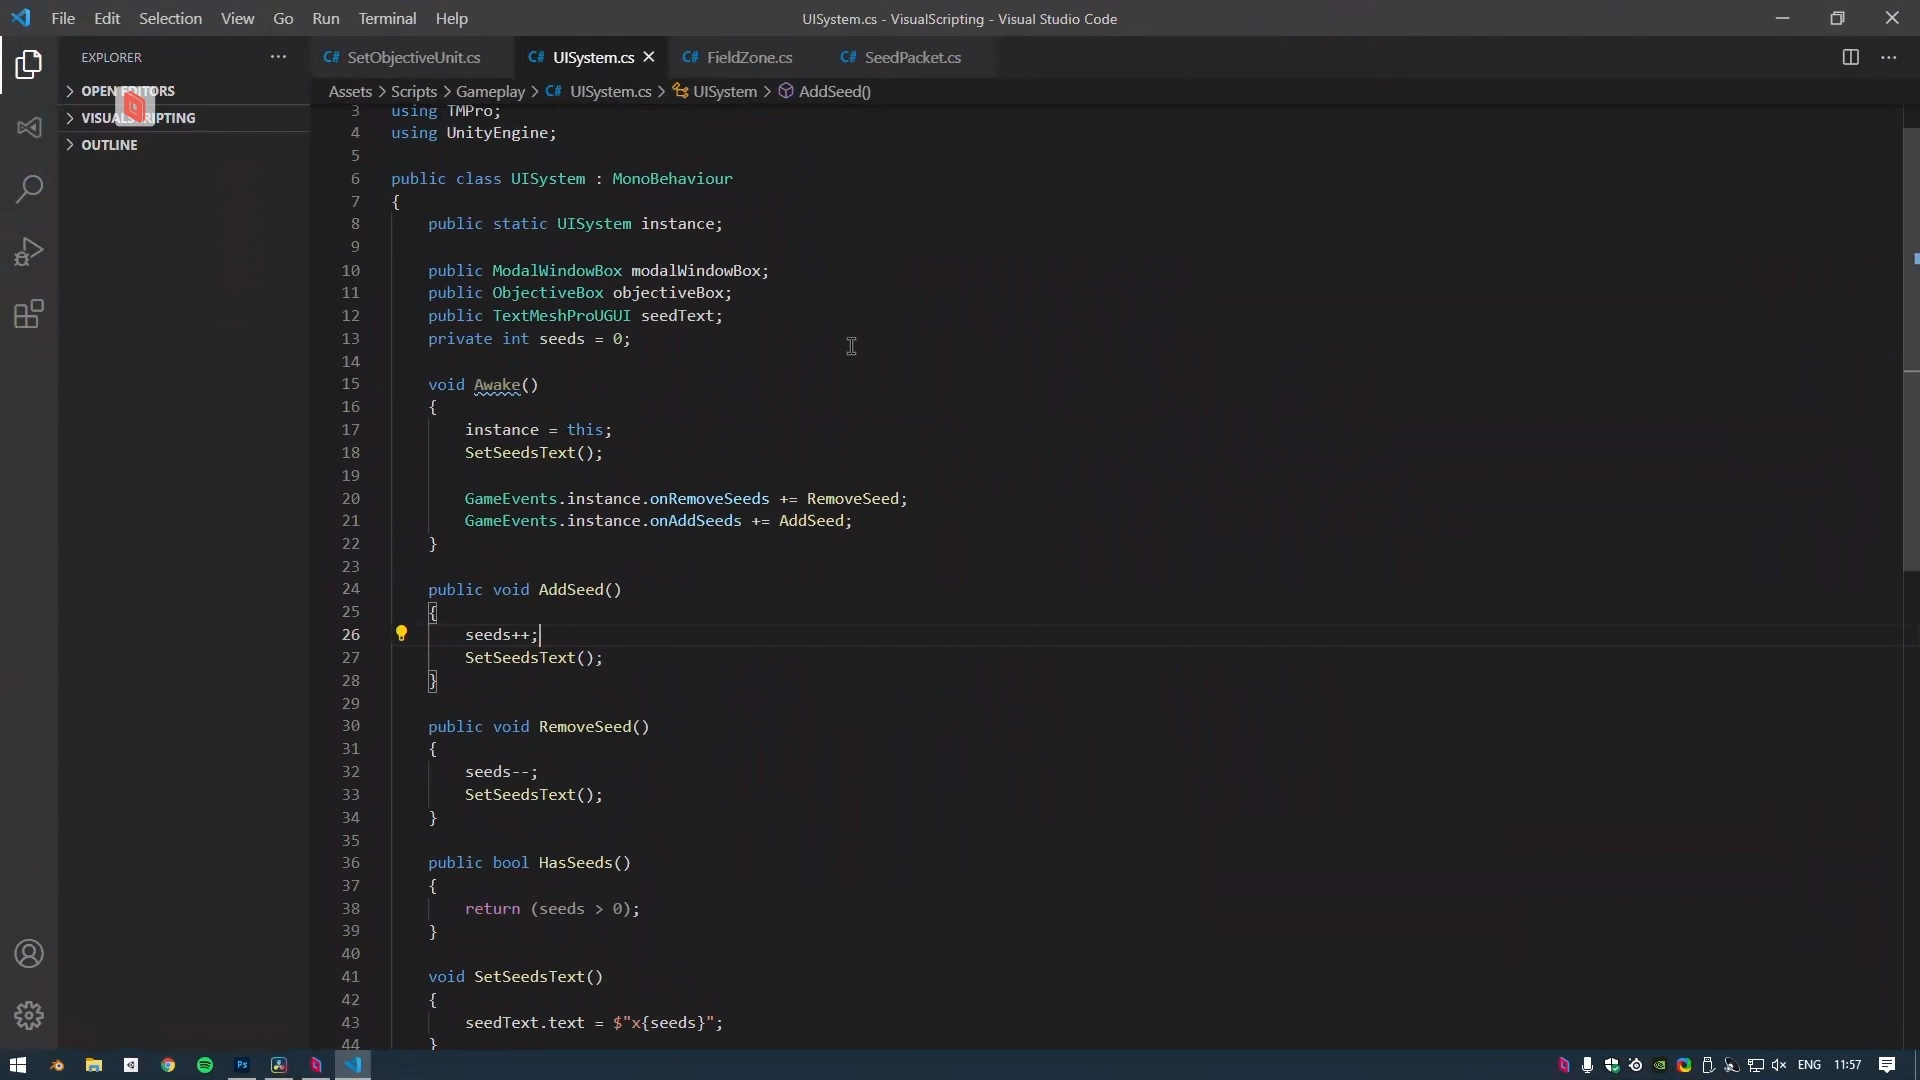 File Edit Selection View Go Run Terminal Help
UISystem.cs - VisualScripting - Visual Studio Code
EXPLORER
OPEN EDITORS
VISUALSCRIPTING
OUTLINE
C# SetObjectiveUnit.cs
C# UISystem.cs
C# FieldZone.cs
C# SeedPacket.cs
Assets > Scripts > Gameplay > C# UISystem.cs > UISystem > AddSeed()
3 using TMPro;
4 using UnityEngine;
5
6 public class UISystem : MonoBehaviour
7 {
8 public static UISystem instance;
9
10 public ModalWindowBox modalWindowBox;
11 public ObjectiveBox objectiveBox;
12 public TextMeshProUGUI seedText;
13 private int seeds = 0;
14
15 void Awake()
16 {
17 instance = this;
18 SetSeedsText();
19
20 GameEvents.instance.onRemoveSeeds += RemoveSeed;
21 GameEvents.instance.onAddSeeds += AddSeed;
22 }
23
24 public void AddSeed()
25 {
26 seeds++;
27 SetSeedsText();
28 }
29
30 public void RemoveSeed()
31 {
32 seeds--;
33 SetSeedsText();
34 }
35
36 public bool HasSeeds()
37 {
38 return (seeds > 0);
39 }
40
41 void SetSeedsText()
42 {
43 seedText.text = $"x{seeds}";
44 }
Ps
ENG 11:57